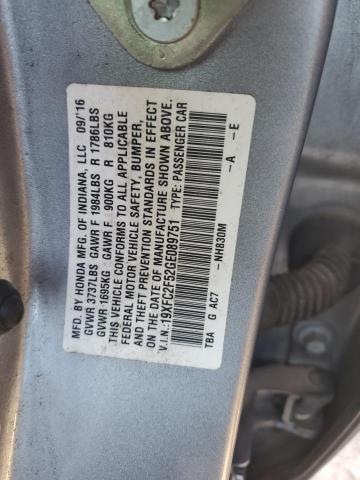 MFD. BY HONDA MFG. OF INDIANA, LLC 09/'16
GVWR 3737LBS GAWR F 1984LBS R 1786LBS
GVWR 1695KG GAWR F 900KG R 810KG
THIS VEHICLE CONFORMS TO ALL APPLICABLE
FEDERAL MOTOR VEHICLE SAFETY, BUMPER,
AND THEFT PREVENTION STANDARDS IN EFFECT
ON THE DATE OF MANUFACTURE SHOWN ABOVE.
V.I.N.:19XFC2F52GE089751 TYPE: PASSENGER CAR
TBA G AC7 -NH830M -A -E